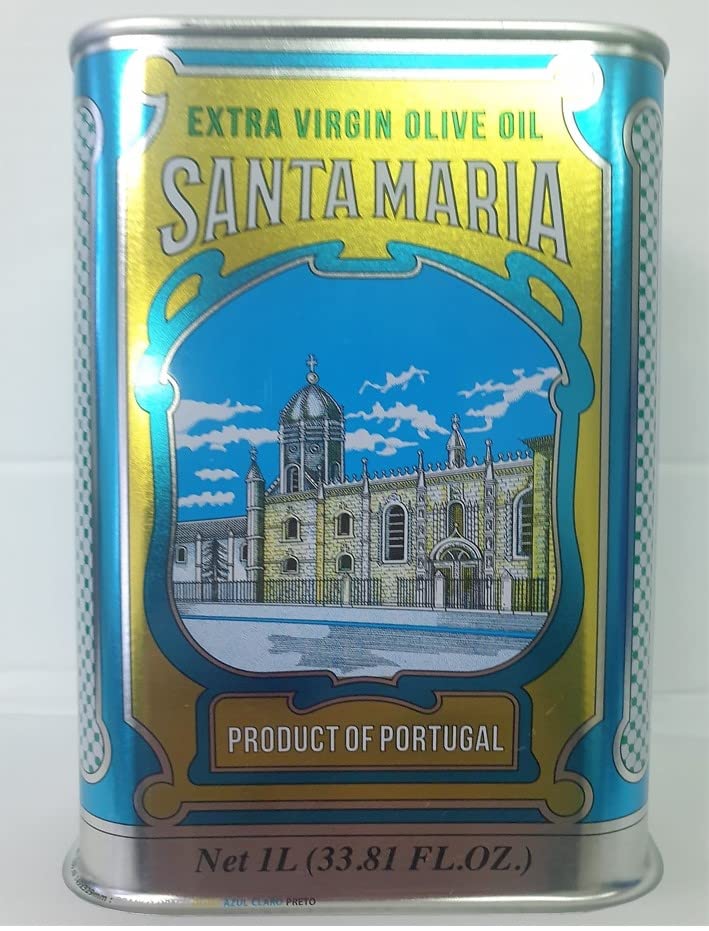 EXTRA VIRGIN OLIVE OIL
SANTA MARIA
PRODUCT OF PORTUGAL
Net 1L (33.81 FL.OZ.)
AZUL CLARO PRETO